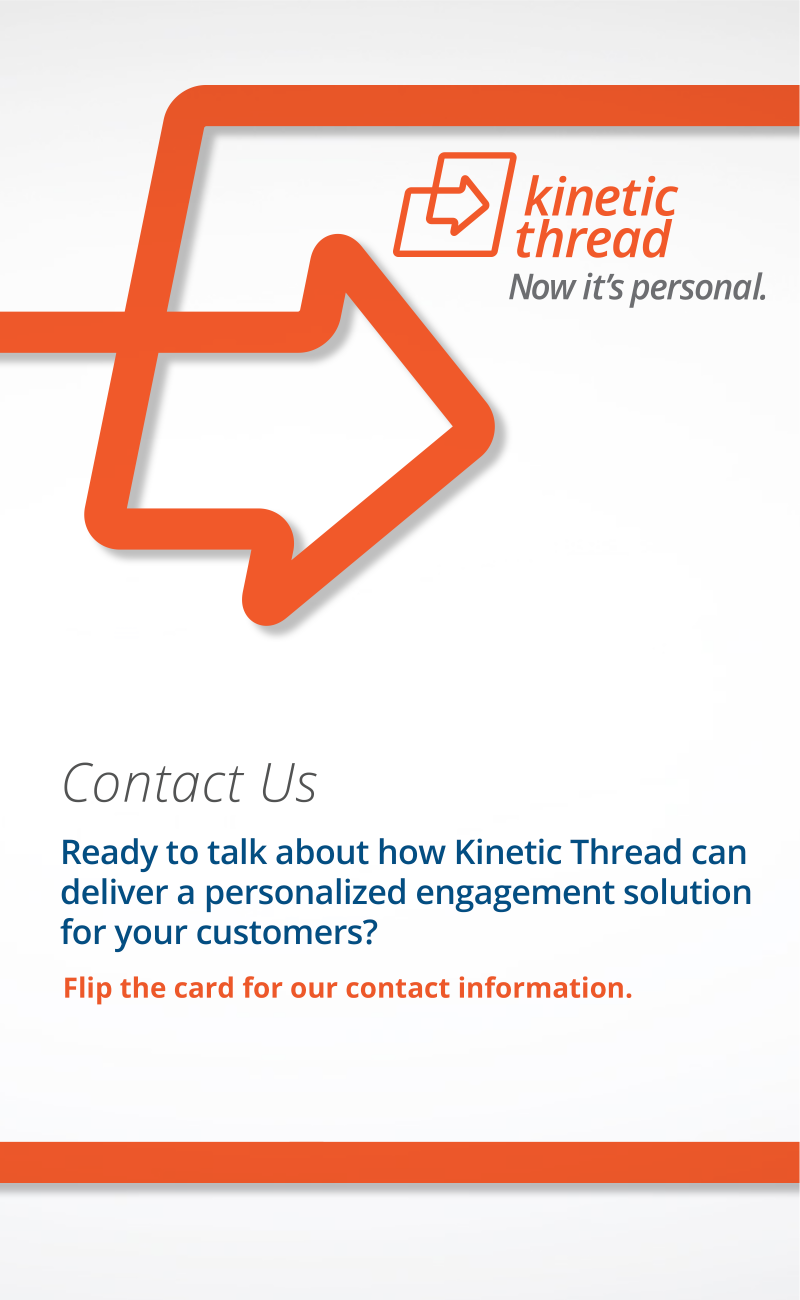 kinetic
thread
Now it’s personal.
Contact Us
Ready to talk about how Kinetic Thread can
deliver a personalized engagement solution
for your customers?
Flip the card for our contact information.